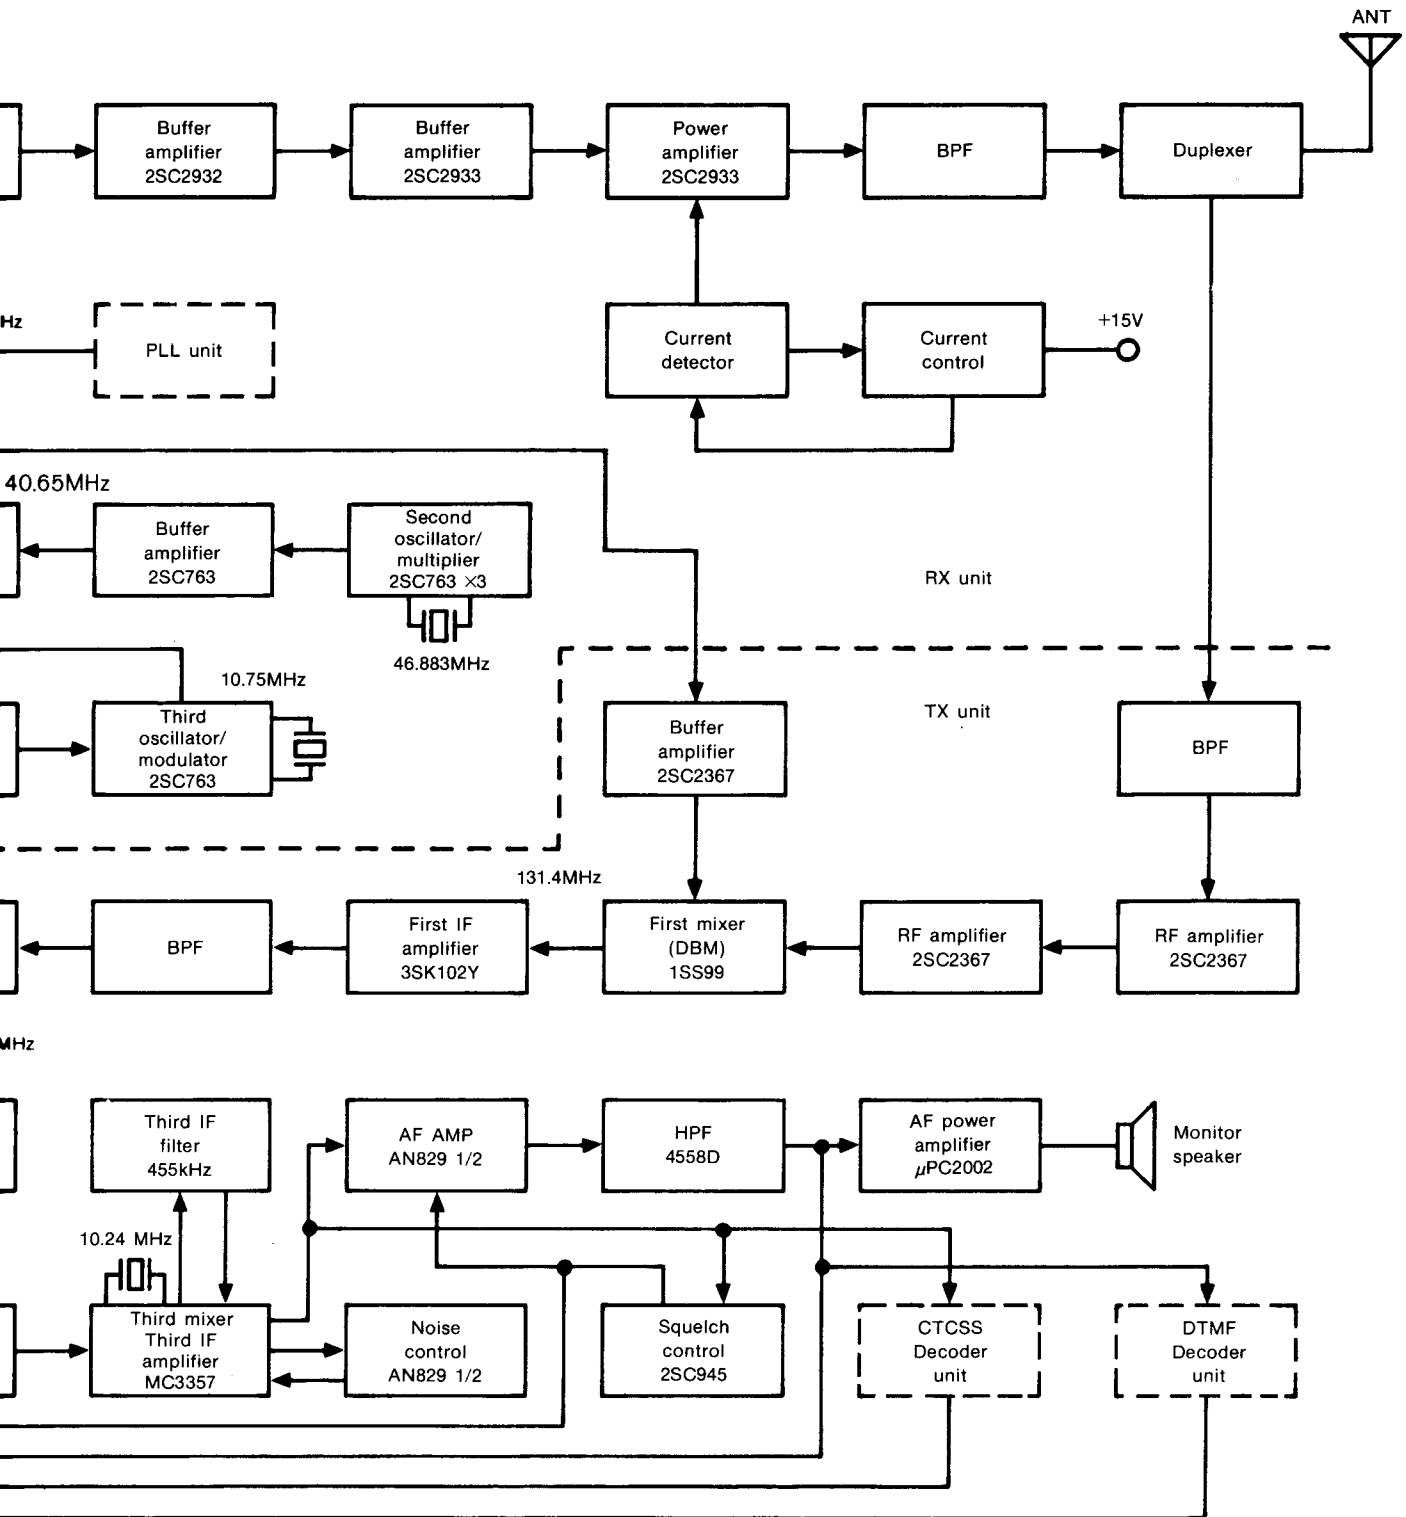 ANT
Buffer
amplifier
2SC2932
Buffer
amplifier
2SC2933
Power
amplifier
2SC2933
BPF
Duplexer
Hz
PLL unit
Current
detector
Current
control
+15V
40.65MHz
Buffer
amplifier
2SC763
Second
oscillator/
multiplier
2SC763 ×3
46.883MHz
RX unit
10.75MHz
Third
oscillator/
modulator
2SC763
Buffer
amplifier
2SC2367
TX unit
BPF
131.4MHz
BPF
First IF
amplifier
3SK102Y
First mixer
(DBM)
1SS99
RF amplifier
2SC2367
RF amplifier
2SC2367
MHz
Third IF
filter
455kHz
AF AMP
AN829 1/2
HPF
4558D
AF power
amplifier
μPC2002
Monitor
speaker
10.24 MHz
Third mixer
Third IF
amplifier
MC3357
Noise
control
AN829 1/2
Squelch
control
2SC945
CTCSS
Decoder
unit
DTMF
Decoder
unit